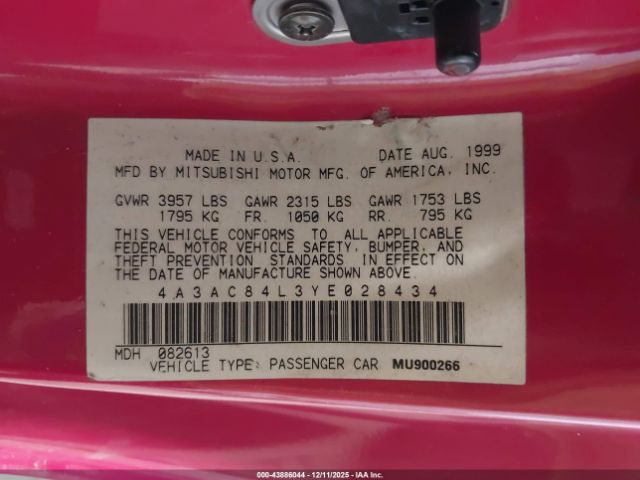 MADE IN U.S.A. DATE AUG. 1999
MFD BY MITSUBISHI MOTOR MFG. OF AMERICA, INC.
GVWR 3957 LBS GAWR 2315 LBS GAWR 1753 LBS
1795 KG FR. 1050 KG RR. 795 KG
THIS VEHICLE CONFORMS TO ALL APPLICABLE
FEDERAL MOTOR VEHICLE SAFETY, BUMPER, AND
THEFT PREVENTION STANDARDS IN EFFECT ON
THE DATE OF MANUFACTURE SHOWN ABOVE.
4A3AC84L3YE028434
MDH 082613
VEHICLE TYPE: PASSENGER CAR MU900266
000-43886044 | 12/11/2025 | IAA Inc.